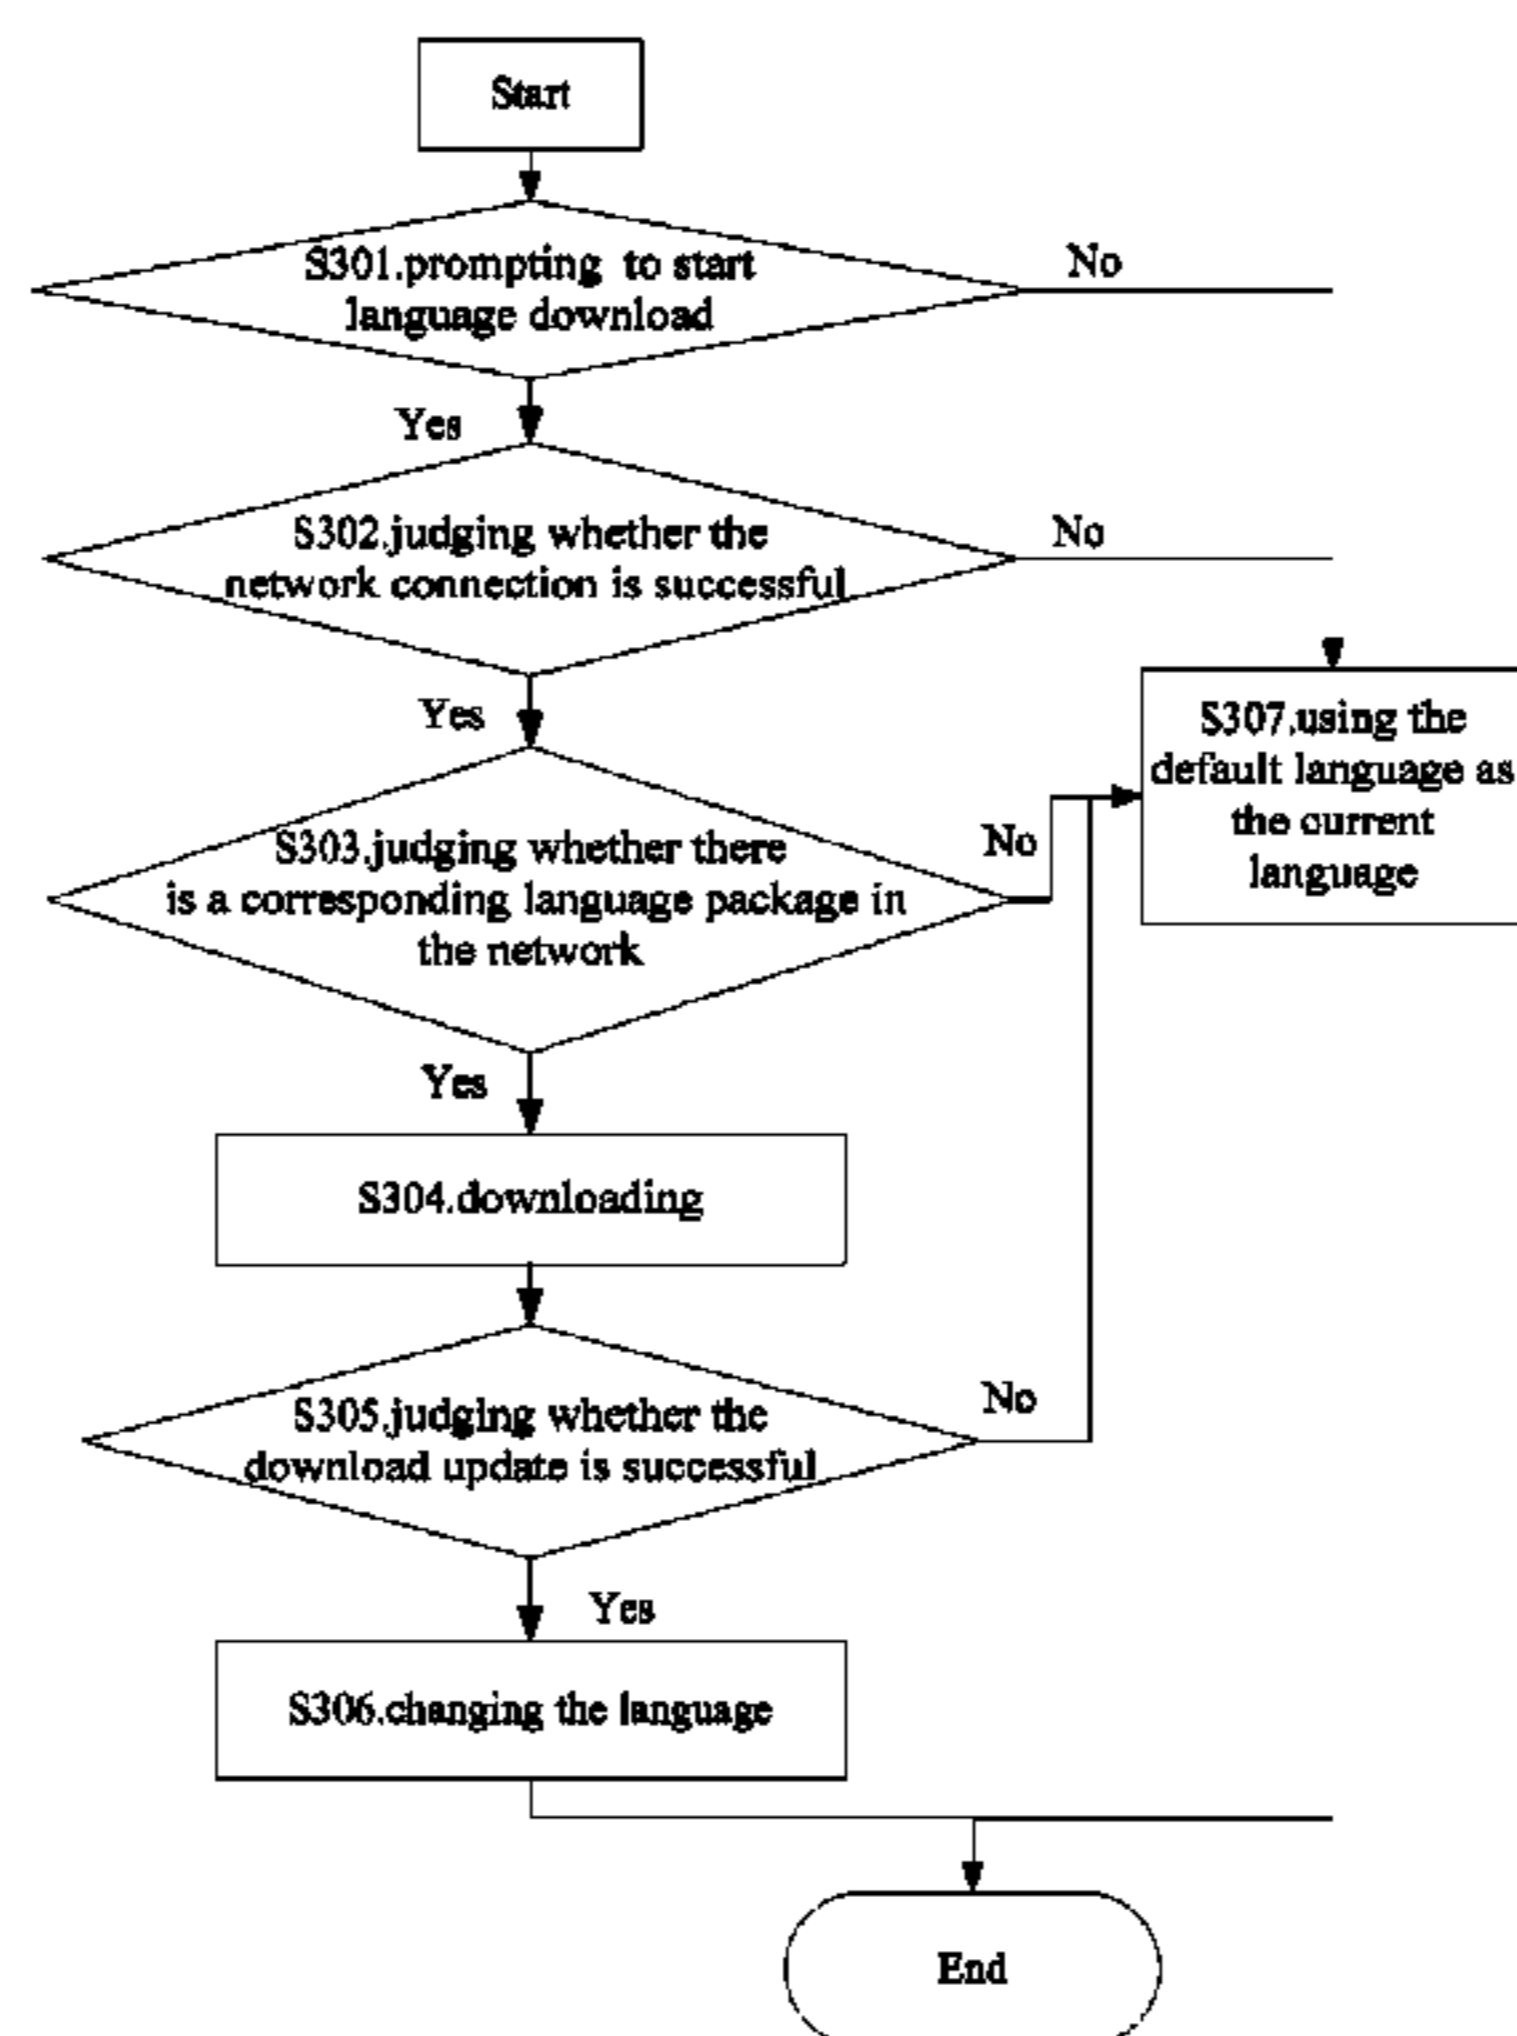 Start
S301.prompting to start
language download
No
Yes
S302.judging whether the
network connection is successful
No
Yes
S307.using the
default language as
the current
language
S303.judging whether there
is a corresponding language package in
the network
No
Yes
S304.downloading
S305.judging whether the
download update is successful
No
Yes
S306.changing the language
End